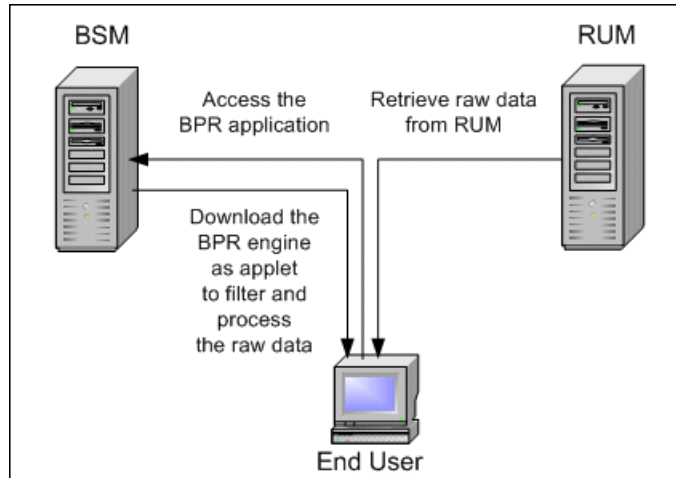 BSM
RUM
Access the
BPR application
Retrieve raw data
from RUM
Download the
BPR engine
as applet
to filter and
process
the raw data
End User